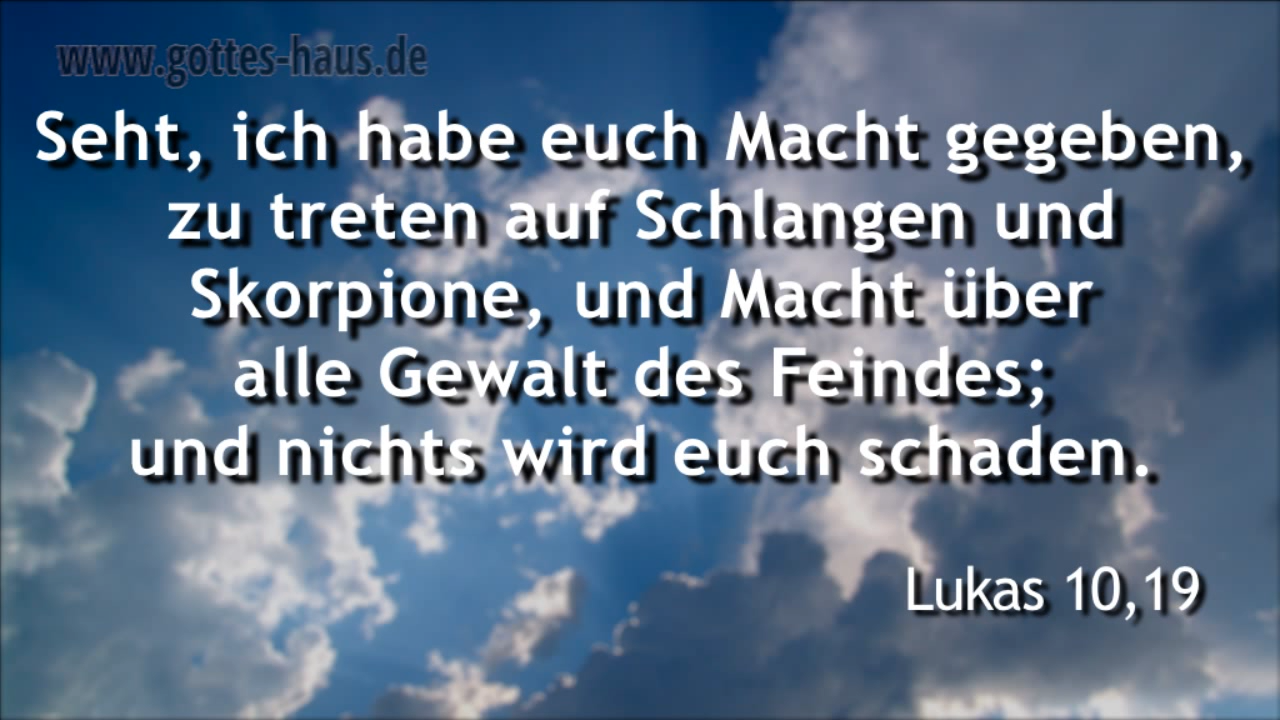 www.gottes-haus.de
Seht, ich habe euch Macht gegeben,
zu treten auf Schlangen und
Skorpione, und Macht über
alle Gewalt des Feindes;
und nichts wird euch schaden.
Lukas 10,19